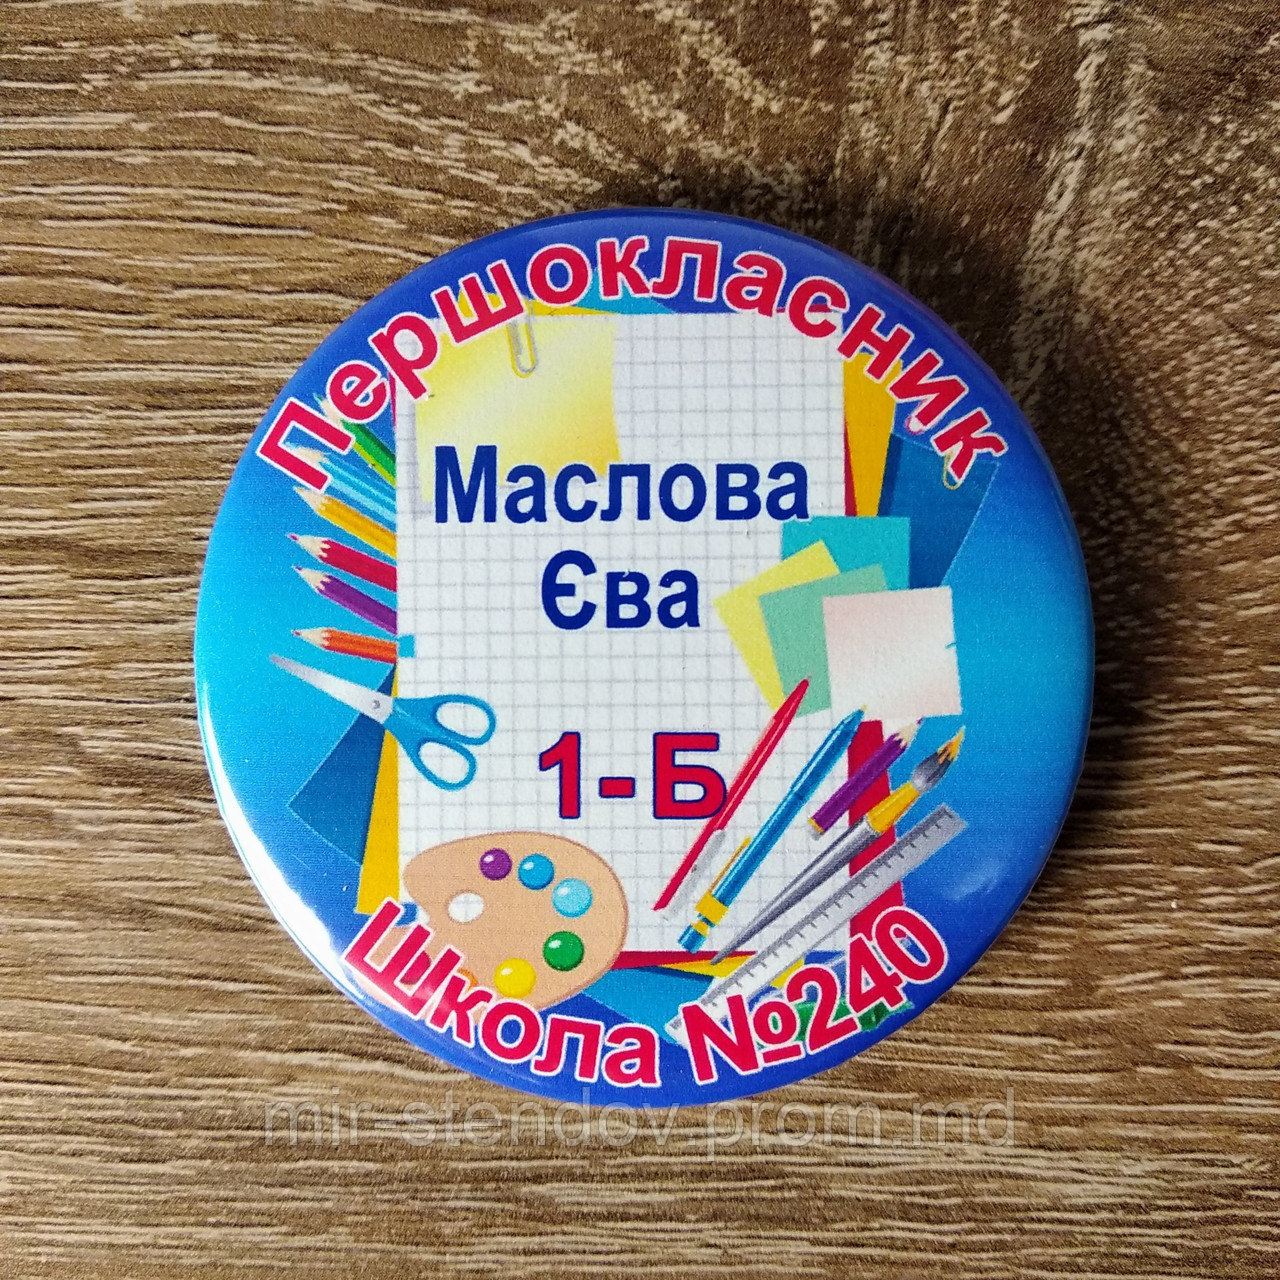 Першокласник
Маслова
Єва
1-Б
Школа №240
mir-stendov.prom.md